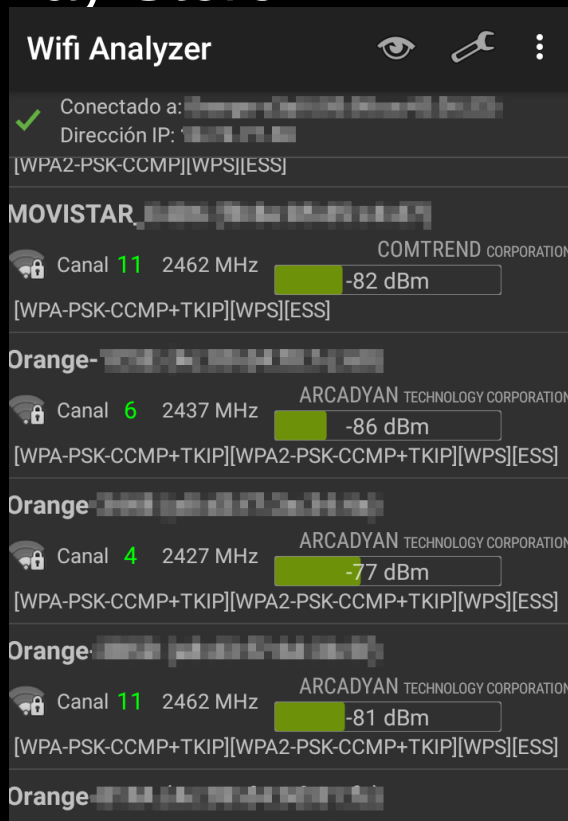 Wifi Analyzer
Conectado a:
Dirección IP:
[WPA2-PSK-CCMP][WPS][ESS]
MOVISTAR_
COMTREND CORPORATION
Canal 11 2462 MHz
-82 dBm
[WPA-PSK-CCMP+TKIP][WPS][ESS]
Orange-
ARCADYAN TECHNOLOGY CORPORATION
Canal 6 2437 MHz
-86 dBm
[WPA-PSK-CCMP+TKIP][WPA2-PSK-CCMP+TKIP][WPS][ESS]
Orange
ARCADYAN TECHNOLOGY CORPORATION
Canal 4 2427 MHz
-77 dBm
[WPA-PSK-CCMP+TKIP][WPA2-PSK-CCMP+TKIP][WPS][ESS]
Orange
ARCADYAN TECHNOLOGY CORPORATION
Canal 11 2462 MHz
-81 dBm
[WPA-PSK-CCMP+TKIP][WPA2-PSK-CCMP+TKIP][WPS][ESS]
Orange